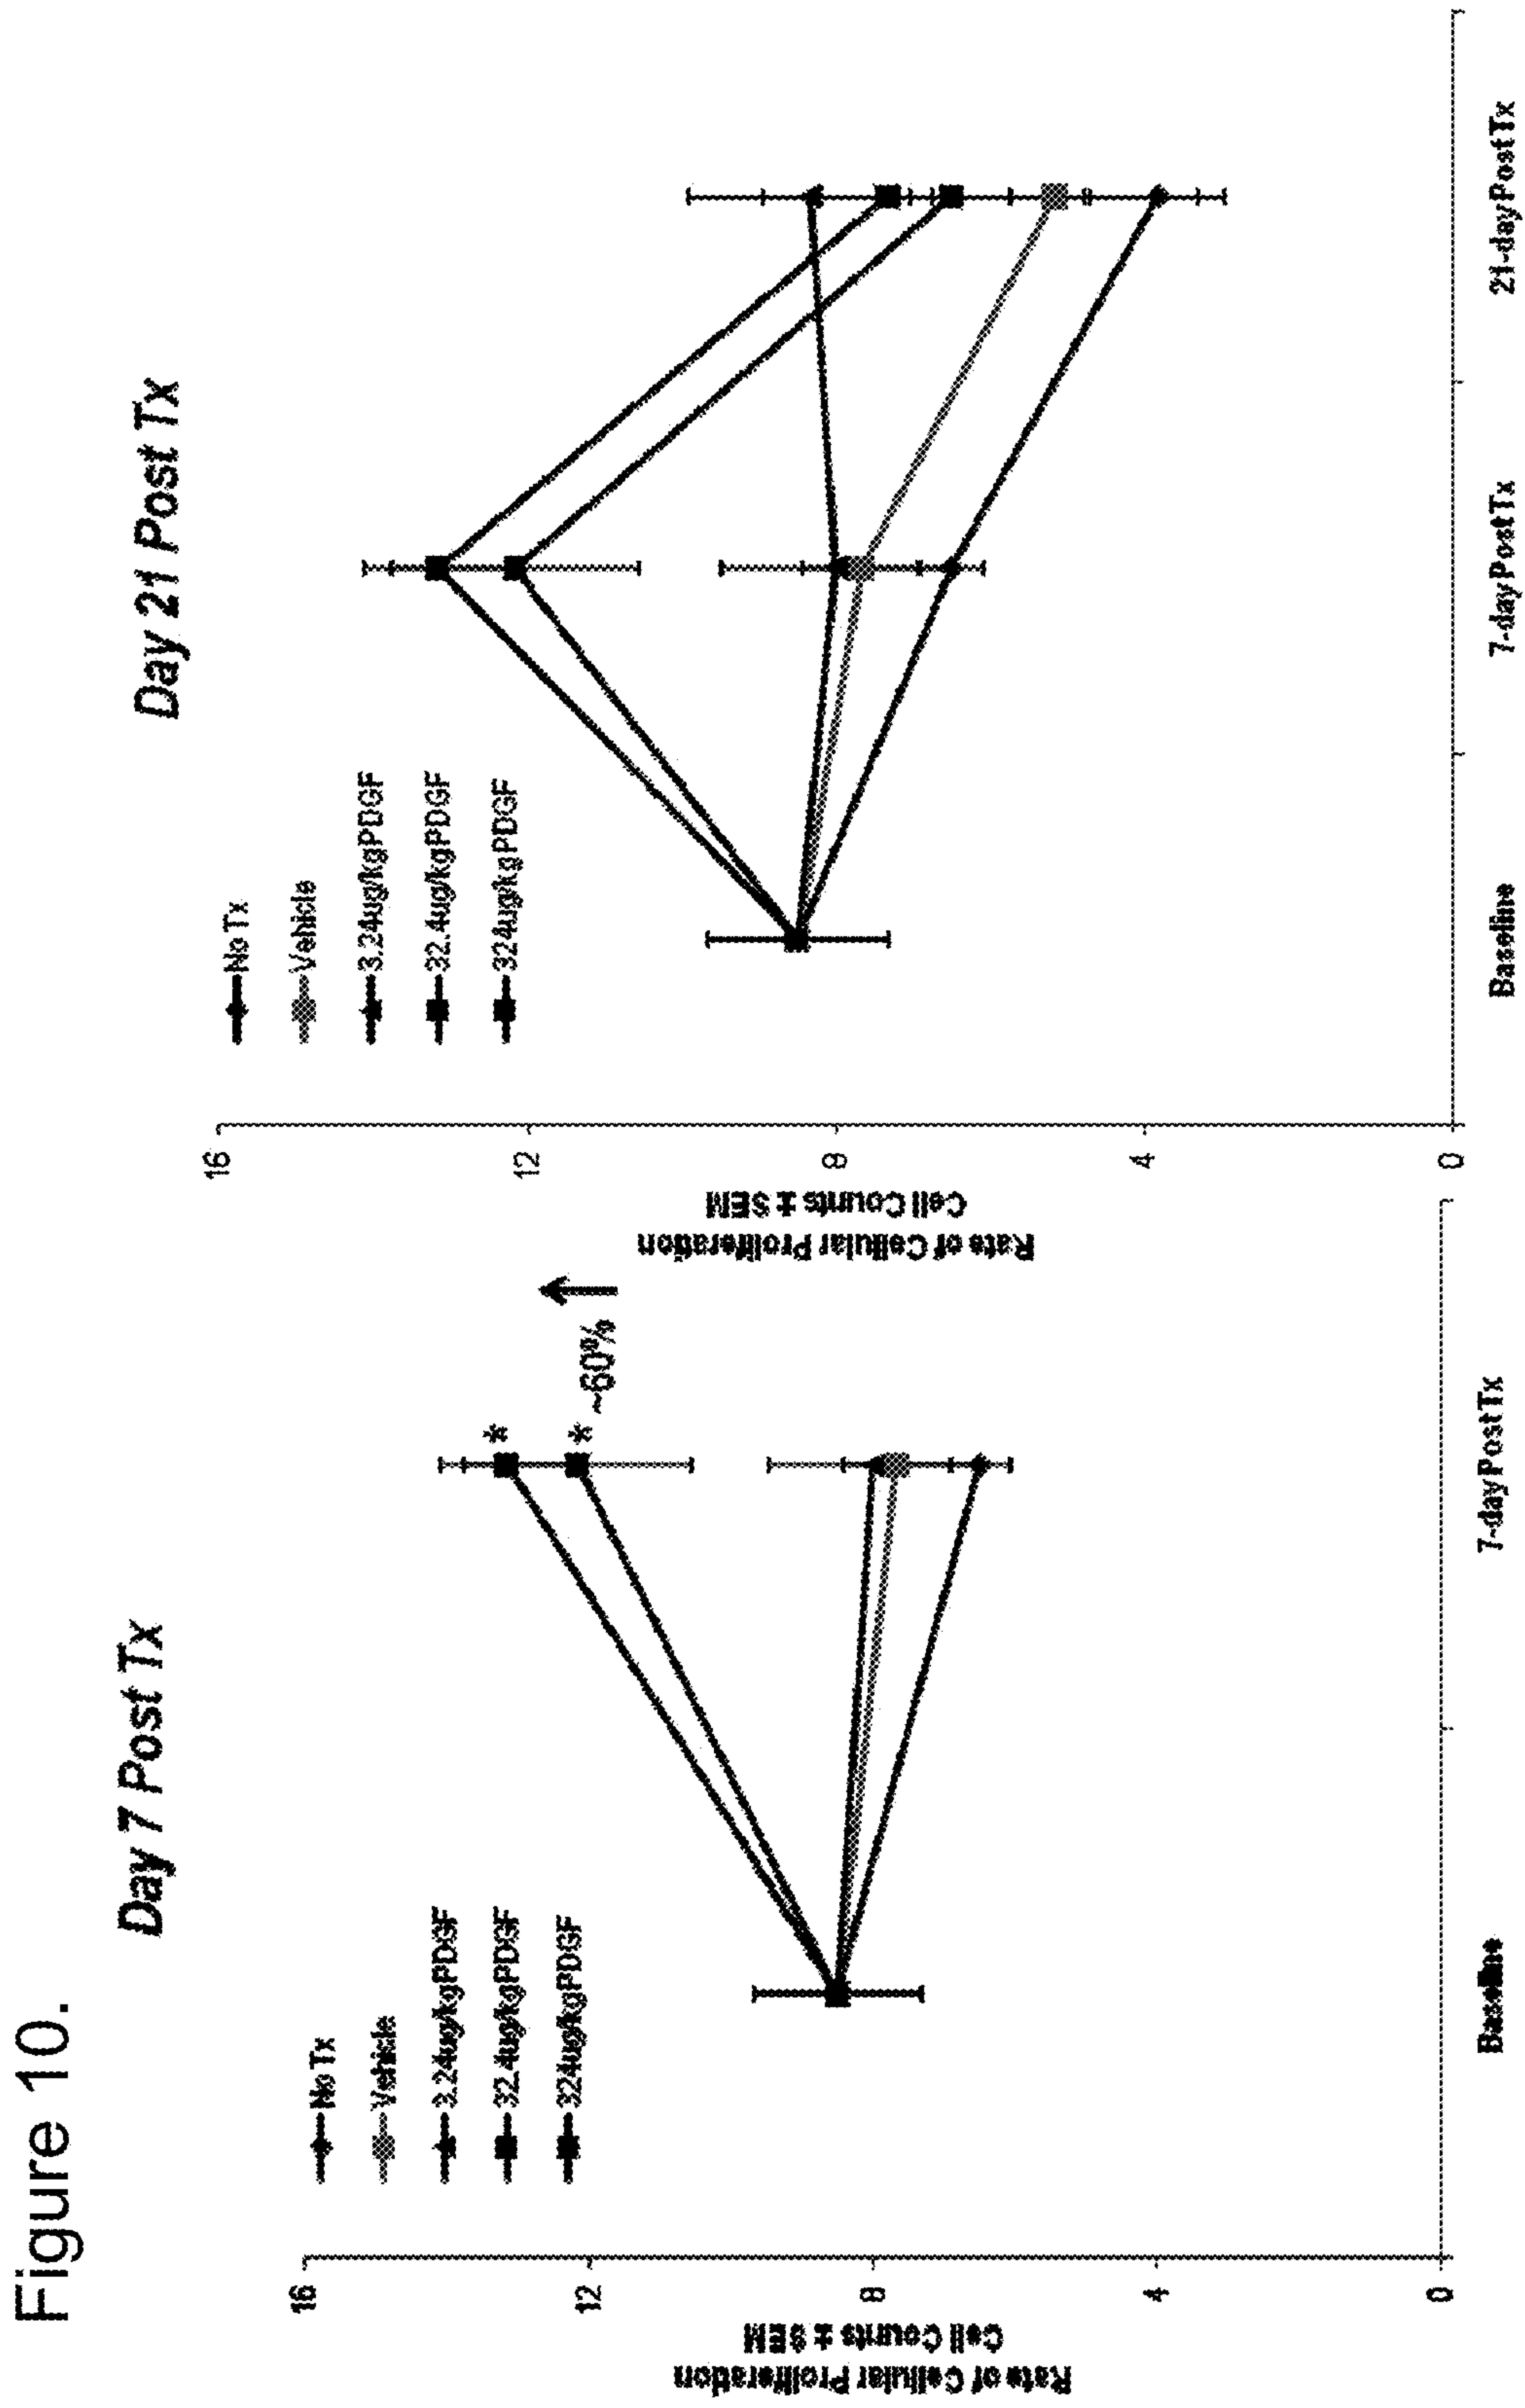 Figure 10.
Day 7 Post Tx
No Tx
Vehicle
3.24ug/kgPDGF
32.4ug/kgPDGF
324ug/kgPDGF
Rate of Cellular Proliferation
Cell Counts ± SEM
16
12
8
4
0
*
*
~60%
Baseline
7-day Post Tx
Day 21 Post Tx
No Tx
Vehicle
3.24ug/kgPDGF
32.4ug/kgPDGF
324ug/kgPDGF
Rate of Cellular Proliferation
Cell Counts ± SEM
16
12
8
4
0
Baseline
7-day Post Tx
21-day Post Tx